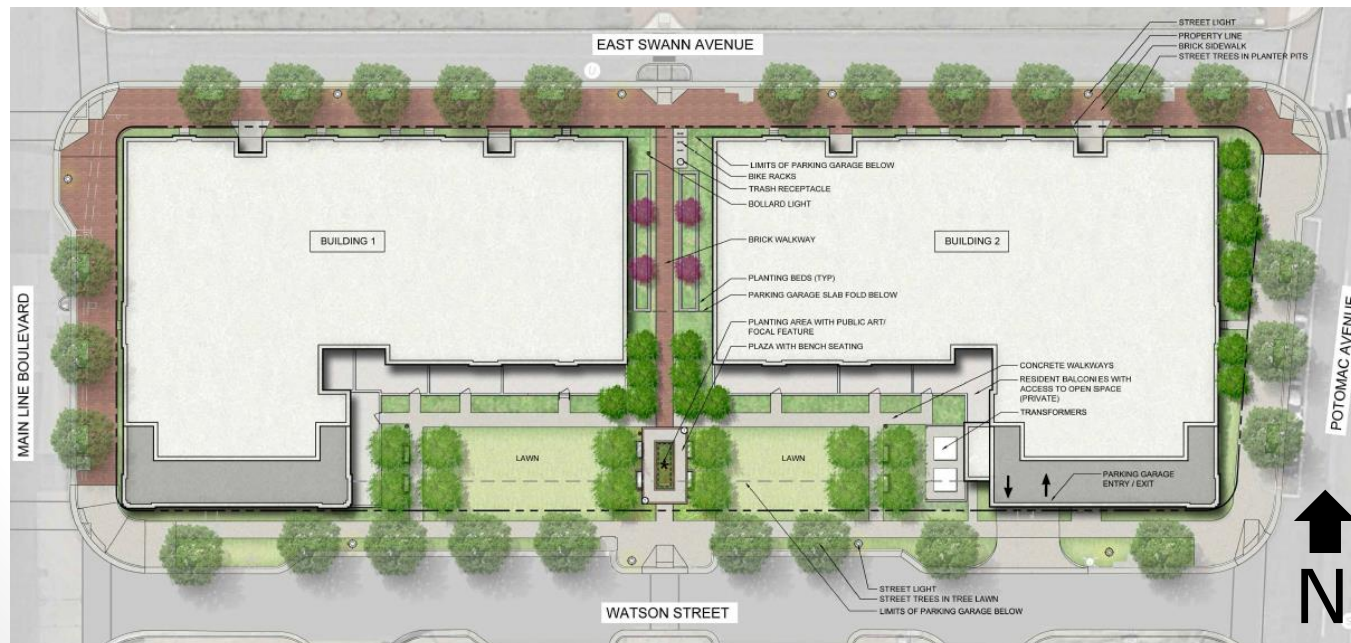 EAST SWANN AVENUE
STREET LIGHT
PROPERTY LINE
BRICK SIDEWALK
STREET TREES IN PLANTER PITS
LIMITS OF PARKING GARAGE BELOW
BIKE RACKS
TRASH RECEPTACLE
BOLLARD LIGHT
BUILDING 1
BRICK WALKWAY
BUILDING 2
PLANTING BEDS (TYP)
PARKING GARAGE SLAB FOLD BELOW
PLANTING AREA WITH PUBLIC ART/
FOCAL FEATURE
PLAZA WITH BENCH SEATING
CONCRETE WALKWAYS
RESIDENT BALCONIES WITH
ACCESS TO OPEN SPACE
(PRIVATE)
TRANSFORMERS
MAIN LINE BOULEVARD
POTOMAC AVENUE
LAWN
LAWN
PARKING GARAGE
ENTRY / EXIT
N
STREET LIGHT
STREET TREES IN TREE LAWN
LIMITS OF PARKING GARAGE BELOW
WATSON STREET